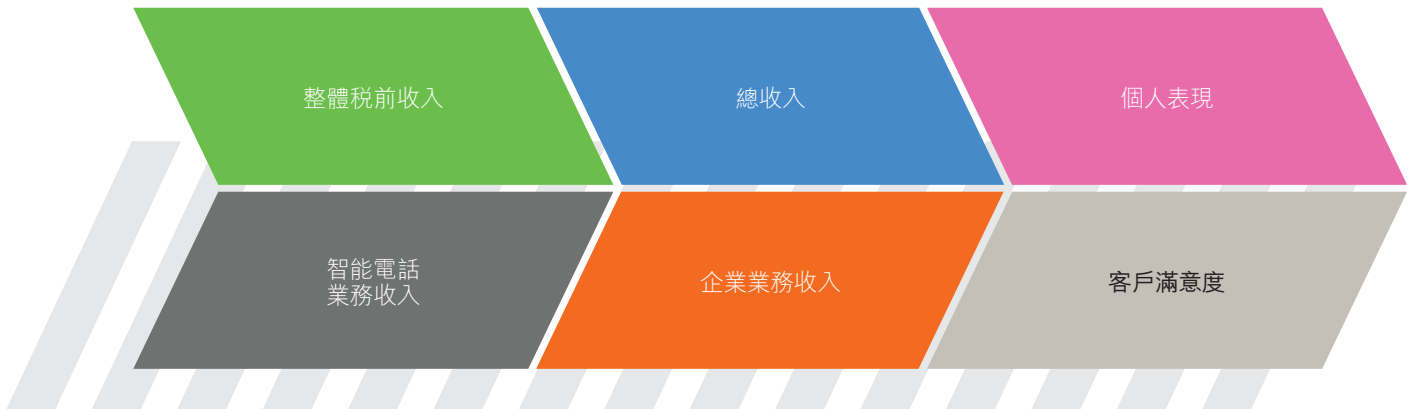 整體税前收入
總收入
個人表現
智能電話
業務收入
企業業務收入
客戶滿意度